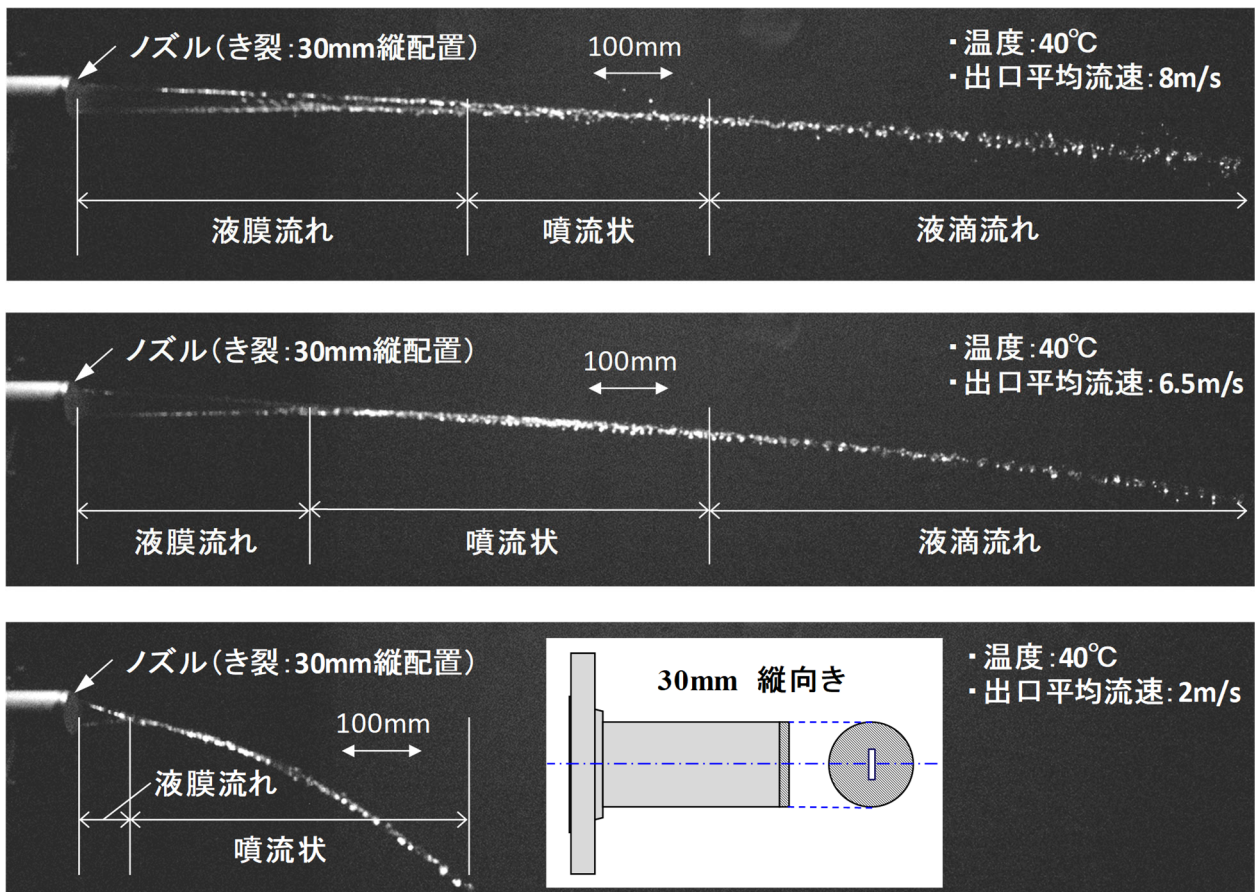 ノズル(き裂:30mm縦配置)
100mm
・温度:40℃
・出口平均流速:8m/s
液膜流れ
噴流状
液滴流れ
ノズル(き裂:30mm縦配置)
100mm
・温度:40℃
・出口平均流速:6.5m/s
液膜流れ
噴流状
液滴流れ
ノズル(き裂:30mm縦配置)
100mm
液膜流れ
噴流状
30mm 縦向き
・温度:40℃
・出口平均流速:2m/s